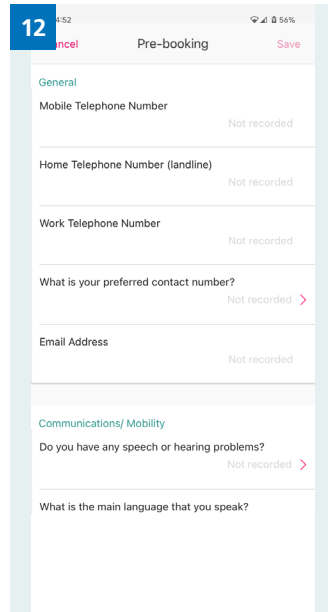 12
4:52
56%
ncel
Pre-booking
Save
General
Mobile Telephone Number
Not recorded
Home Telephone Number (landline)
Not recorded
Work Telephone Number
Not recorded
What is your preferred contact number?
Not recorded
Email Address
Not recorded
Communications/ Mobility
Do you have any speech or hearing problems?
Not recorded
What is the main language that you speak?